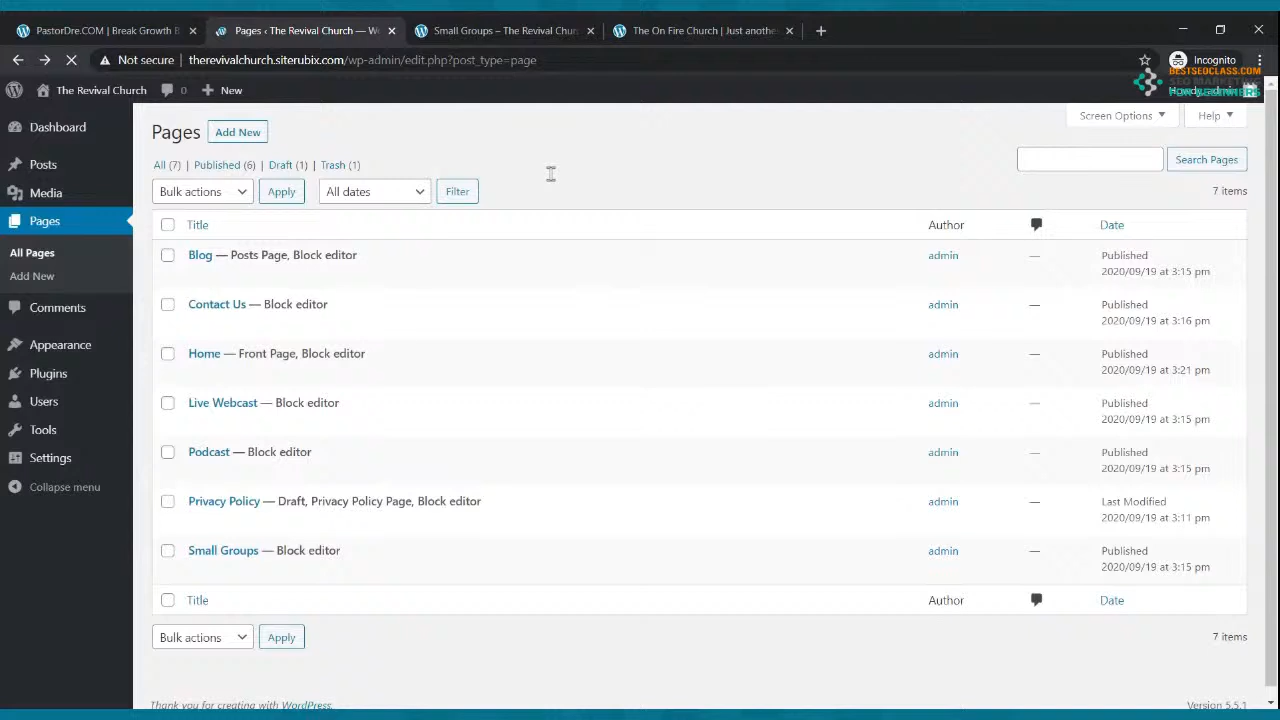 PastorDre.COM | Break Growth B
Pages ‹ The Revival Church — W
Small Groups – The Revival Chur
The On Fire Church | Just anothe
Not secure | therevivalchurch.siterubix.com/wp-admin/edit.php?post_type=page
Incognito
BESTSEOCLASS.COM
SEO MARKETING
FOR BEGINNERS
The Revival Church 0 New
Screen Options Help
Dashboard
Posts
Media
Pages
All Pages
Add New
Comments
Appearance
Plugins
Users
Tools
Settings
Collapse menu
Pages Add New
All (7) | Published (6) | Draft (1) | Trash (1)
Search Pages
Bulk actions Apply All dates Filter 7 items
Title Author Date
Blog — Posts Page, Block editor admin — Published
2020/09/19 at 3:15 pm
Contact Us — Block editor admin — Published
2020/09/19 at 3:16 pm
Home — Front Page, Block editor admin — Published
2020/09/19 at 3:21 pm
Live Webcast — Block editor admin — Published
2020/09/19 at 3:15 pm
Podcast — Block editor admin — Published
2020/09/19 at 3:15 pm
Privacy Policy — Draft, Privacy Policy Page, Block editor admin — Last Modified
2020/09/19 at 3:11 pm
Small Groups — Block editor admin — Published
2020/09/19 at 3:15 pm
Title Author Date
Bulk actions Apply 7 items
Thank you for creating with WordPress. Version 5.5.1